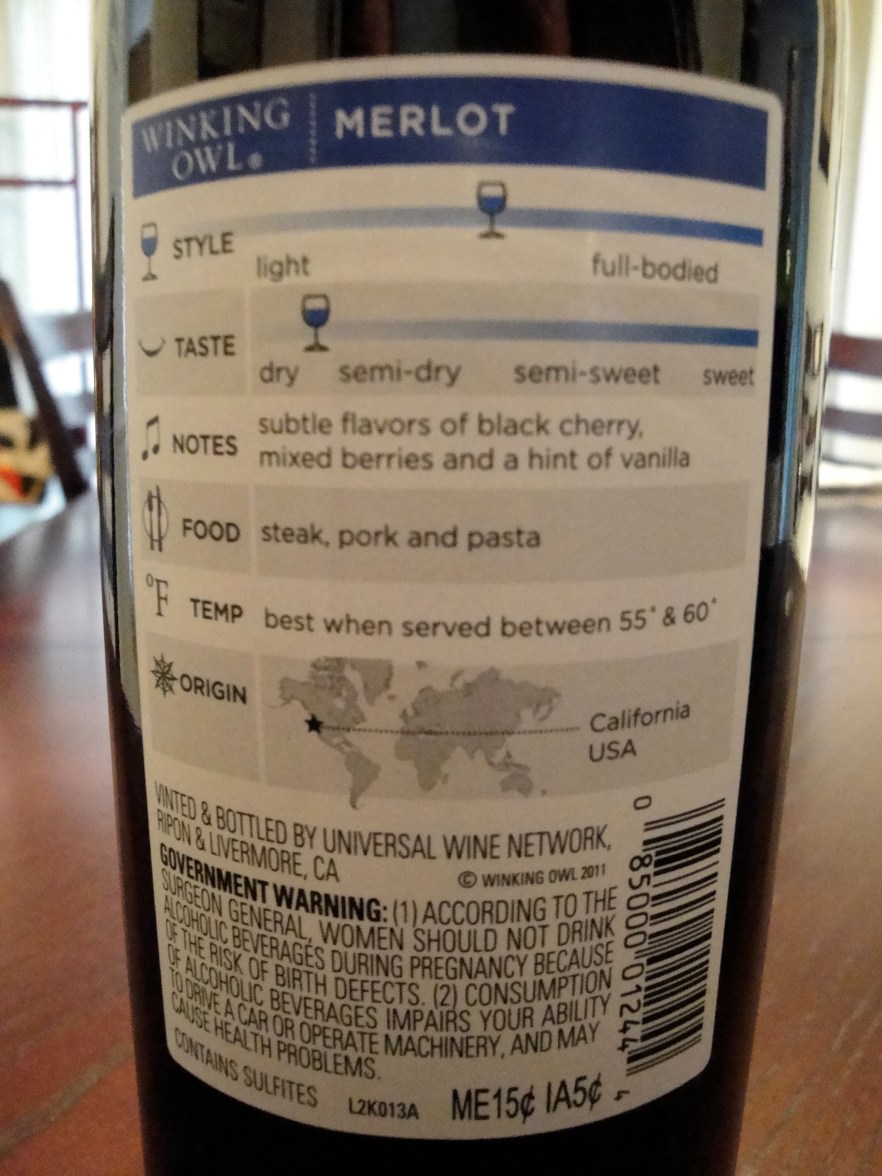 WINKING
OWL®
MERLOT
STYLE
light full-bodied
TASTE
dry semi-dry semi-sweet sweet
NOTES
subtle flavors of black cherry,
mixed berries and a hint of vanilla
FOOD
steak, pork and pasta
°F TEMP
best when served between 55° & 60°
ORIGIN
California
USA
VINTED & BOTTLED BY UNIVERSAL WINE NETWORK,
RIPON & LIVERMORE, CA
© WINKING OWL 2011
GOVERNMENT WARNING: (1) ACCORDING TO THE
SURGEON GENERAL, WOMEN SHOULD NOT DRINK
ALCOHOLIC BEVERAGES DURING PREGNANCY BECAUSE
OF THE RISK OF BIRTH DEFECTS. (2) CONSUMPTION
OF ALCOHOLIC BEVERAGES IMPAIRS YOUR ABILITY
TO DRIVE A CAR OR OPERATE MACHINERY, AND MAY
CAUSE HEALTH PROBLEMS.
CONTAINS SULFITES
L2K013A
ME15¢ IA5¢
0 85000 01244 4